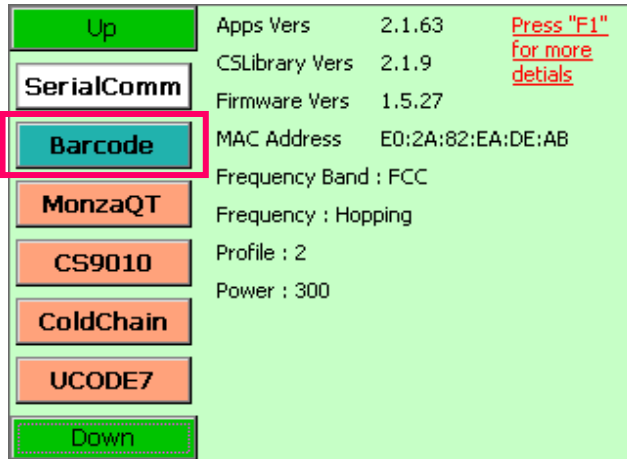 Up
SerialComm
Barcode
MonzaQT
CS9010
ColdChain
UCODE7
Down
Apps Vers 2.1.63
CSLibrary Vers 2.1.9
Firmware Vers 1.5.27
MAC Address E0:2A:82:EA:DE:AB
Frequency Band : FCC
Frequency : Hopping
Profile : 2
Power : 300
Press "F1"
for more
detials